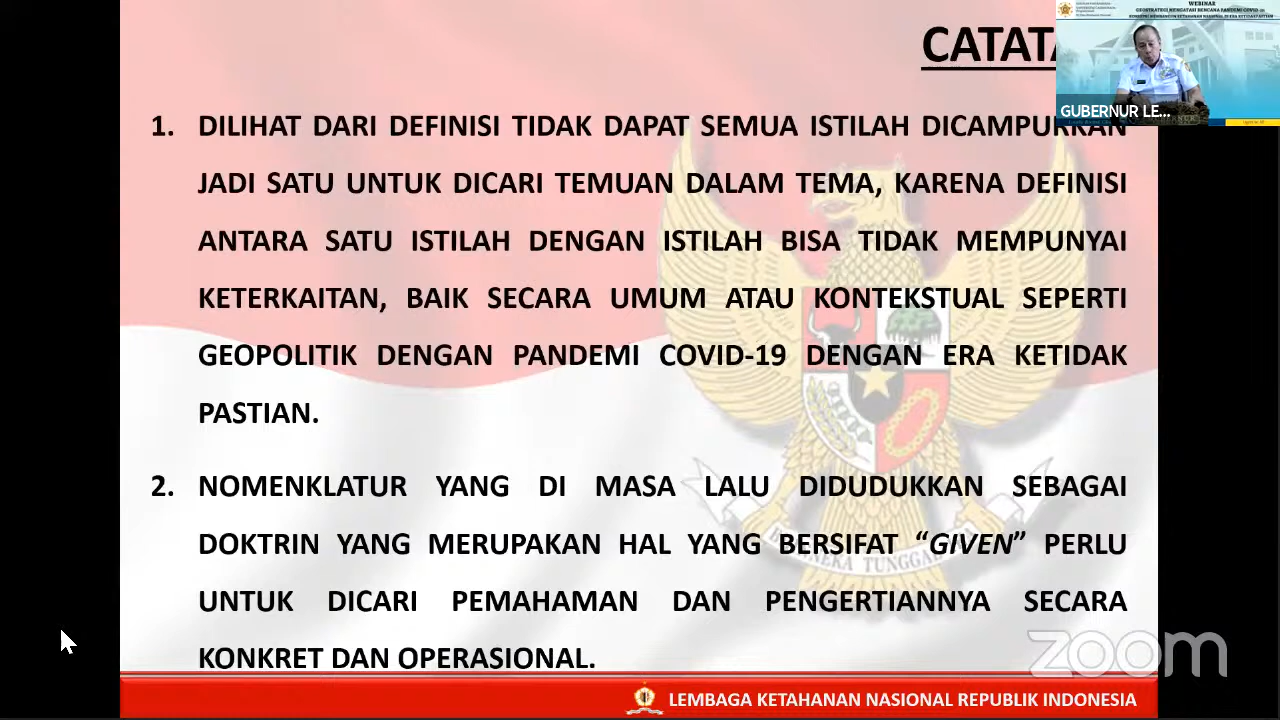 CATATA
1. DILIHAT DARI DEFINISI TIDAK DAPAT SEMUA ISTILAH DICAMPURKAN
JADI SATU UNTUK DICARI TEMUAN DALAM TEMA, KARENA DEFINISI
ANTARA SATU ISTILAH DENGAN ISTILAH BISA TIDAK MEMPUNYAI
KETERKAITAN, BAIK SECARA UMUM ATAU KONTEKSTUAL SEPERTI
GEOPOLITIK DENGAN PANDEMI COVID-19 DENGAN ERA KETIDAK
PASTIAN.
2. NOMENKLATUR YANG DI MASA LALU DIDUDUKKAN SEBAGAI
DOKTRIN YANG MERUPAKAN HAL YANG BERSIFAT “GIVEN” PERLU
UNTUK DICARI PEMAHAMAN DAN PENGERTIANNYA SECARA
KONKRET DAN OPERASIONAL.
LEMBAGA KETAHANAN NASIONAL REPUBLIK INDONESIA
WEBINAR
GUBERNUR LE...
TUNGGAL
zoom